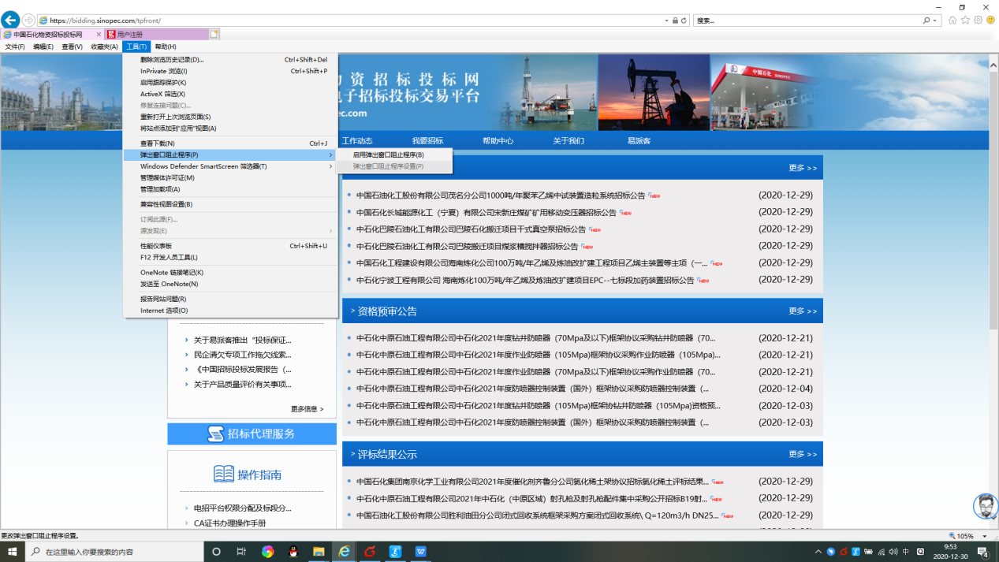 https://bidding.sinopec.com/tpfront/
搜索...
中国石化物资招标投标网
用户注册
文件(F) 编辑(E) 查看(V) 收藏夹(A) 工具(T) 帮助(H)
删除浏览历史记录(D)... Ctrl+Shift+Del
InPrivate 浏览(I) Ctrl+Shift+P
启用跟踪保护(K)
ActiveX 筛选(X)
修复连接问题(C)...
重新打开上次浏览页面(S)
将站点添加到"应用"视图(A)
查看下载(N) Ctrl+J
弹出窗口阻止程序(P)
Windows Defender SmartScreen 筛选器(T)
管理媒体许可证(M)
管理加载项(A)
兼容性视图设置(B)
订阅此源(F)...
源发现(E)
性能仪表板 Ctrl+Shift+U
F12 开发人员工具(L)
OneNote 链接笔记(K)
发送至 OneNote(N)
报告网站问题(R)
Internet 选项(O)
启用弹出窗口阻止程序(B)
弹出窗口阻止程序设置(P)
资招标投标网
子招标投标交易平台
ec.com
中国石化 SINOPEC
工作动态 我要招标 帮助中心 关于我们 易派客
更多 >>
中国石油化工股份有限公司茂名分公司1000吨/年聚苯乙烯中试装置造粒系统招标公告 NEW (2020-12-29)
中国石化长城能源化工（宁夏）有限公司宋新庄煤矿矿用移动变压器招标公告 NEW (2020-12-29)
中石化巴陵石油化工有限公司巴陵石化搬迁项目干式真空泵招标公告 NEW (2020-12-29)
中石化巴陵石油化工有限公司巴陵搬迁项目煤浆槽搅拌器招标公告 NEW (2020-12-29)
中国石化工程建设有限公司海南炼化公司100万吨/年乙烯及炼油改扩建工程项目乙烯主装置等主项（一... NEW (2020-12-29)
中石化宁波工程有限公司 海南炼化100万吨/年乙烯及炼油改扩建项目EPC--七标段加药装置招标公告 NEW (2020-12-29)
> 资格预审公告 更多 >>
中石化中原石油工程有限公司中石化2021年度钻井防喷器（70Mpa及以下)框架协议采购钻井防喷器（70... (2020-12-21)
中石化中原石油工程有限公司中石化2021年度作业防喷器（105Mpa)框架协议采购作业防喷器（105Mpa)... (2020-12-21)
中石化中原石油工程有限公司中石化2021年度作业防喷器（70Mpa及以下）框架协议采购作业防喷器（70... (2020-12-21)
中石化中原石油工程有限公司中石化2021年度防喷器控制装置（国外）框架协议采购防喷器控制装置（... (2020-12-04)
中石化中原石油工程有限公司中石化2021年度钻井防喷器（105Mpa)框架协钻井防喷器（105Mpa)资格预... (2020-12-03)
中石化中原石油工程有限公司中石化2021年度防喷器控制装置（国外）框架协议采购防喷器控制装置（... (2020-12-03)
> 评标结果公示 更多 >>
中国石化集团南京化学工业有限公司2021年度催化剂齐鲁分公司氯化稀土架协议招标氯化稀土评标结果... NEW (2020-12-29)
中石化中原石油工程有限公司2021年中石化（中原区域）射孔枪及射孔枪配件集中采购公开招标B19射... NEW (2020-12-29)
中国石油化工股份有限公司胜利油田分公司闭式回收系统框架采购方案闭式回收系统\ Q=120m3/h DN25... NEW (2020-12-29)
关于易派客推出“投标保证...
民企清欠专项工作拖欠线索...
《中国招标投标发展报告（...
关于产品质量评价有关事项...
更多信息 >
招标代理服务
操作指南
电招平台权限分配及标段分...
CA证书办理操作手册
更改弹出窗口阻止程序设置。
105%
在这里输入你要搜索的内容
中
9:53
2020-12-30
4